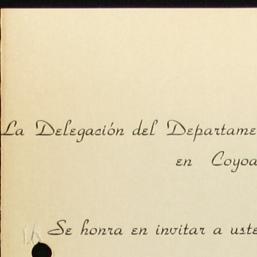 La Delegación del Departame
en Coyoa
Se honra en invitar a uste